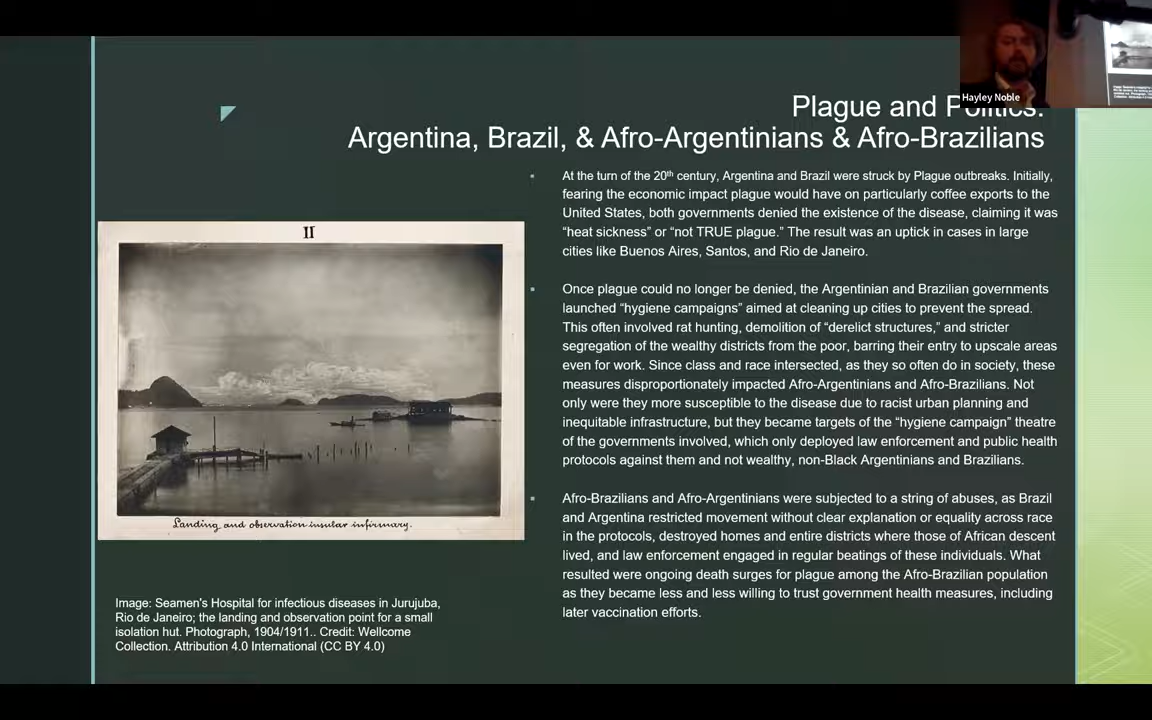 Hayley Noble
Plague and Politics:
Argentina, Brazil, & Afro-Argentinians & Afro-Brazilians
At the turn of the 20th century, Argentina and Brazil were struck by Plague outbreaks. Initially,
fearing the economic impact plague would have on particularly coffee exports to the
United States, both governments denied the existence of the disease, claiming it was
“heat sickness” or “not TRUE plague.” The result was an uptick in cases in large
cities like Buenos Aires, Santos, and Rio de Janeiro.
Once plague could no longer be denied, the Argentinian and Brazilian governments
launched “hygiene campaigns” aimed at cleaning up cities to prevent the spread.
This often involved rat hunting, demolition of “derelict structures,” and stricter
segregation of the wealthy districts from the poor, barring their entry to upscale areas
even for work. Since class and race intersected, as they so often do in society, these
measures disproportionately impacted Afro-Argentinians and Afro-Brazilians. Not
only were they more susceptible to the disease due to racist urban planning and
inequitable infrastructure, but they became targets of the “hygiene campaign” theatre
of the governments involved, which only deployed law enforcement and public health
protocols against them and not wealthy, non-Black Argentinians and Brazilians.
Afro-Brazilians and Afro-Argentinians were subjected to a string of abuses, as Brazil
and Argentina restricted movement without clear explanation or equality across race
in the protocols, destroyed homes and entire districts where those of African descent
lived, and law enforcement engaged in regular beatings of these individuals. What
resulted were ongoing death surges for plague among the Afro-Brazilian population
as they became less and less willing to trust government health measures, including
later vaccination efforts.
II
Landing and observation insular infirmary.
Image: Seamen's Hospital for infectious diseases in Jurujuba,
Rio de Janeiro; the landing and observation point for a small
isolation hut. Photograph, 1904/1911.. Credit: Wellcome
Collection. Attribution 4.0 International (CC BY 4.0)